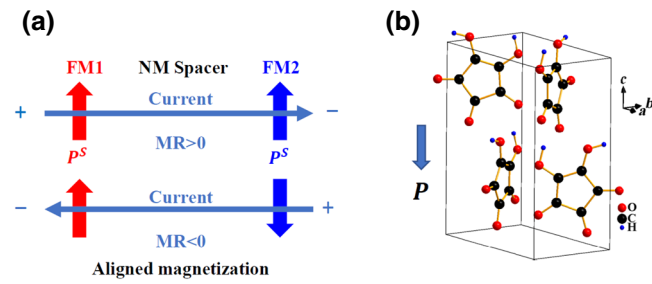 (a)
FM1 NM Spacer FM2
+ Current −
MR>0
P^S P^S
− Current +
MR<0
Aligned magnetization
(b)
P
c
b
a
O
C
H